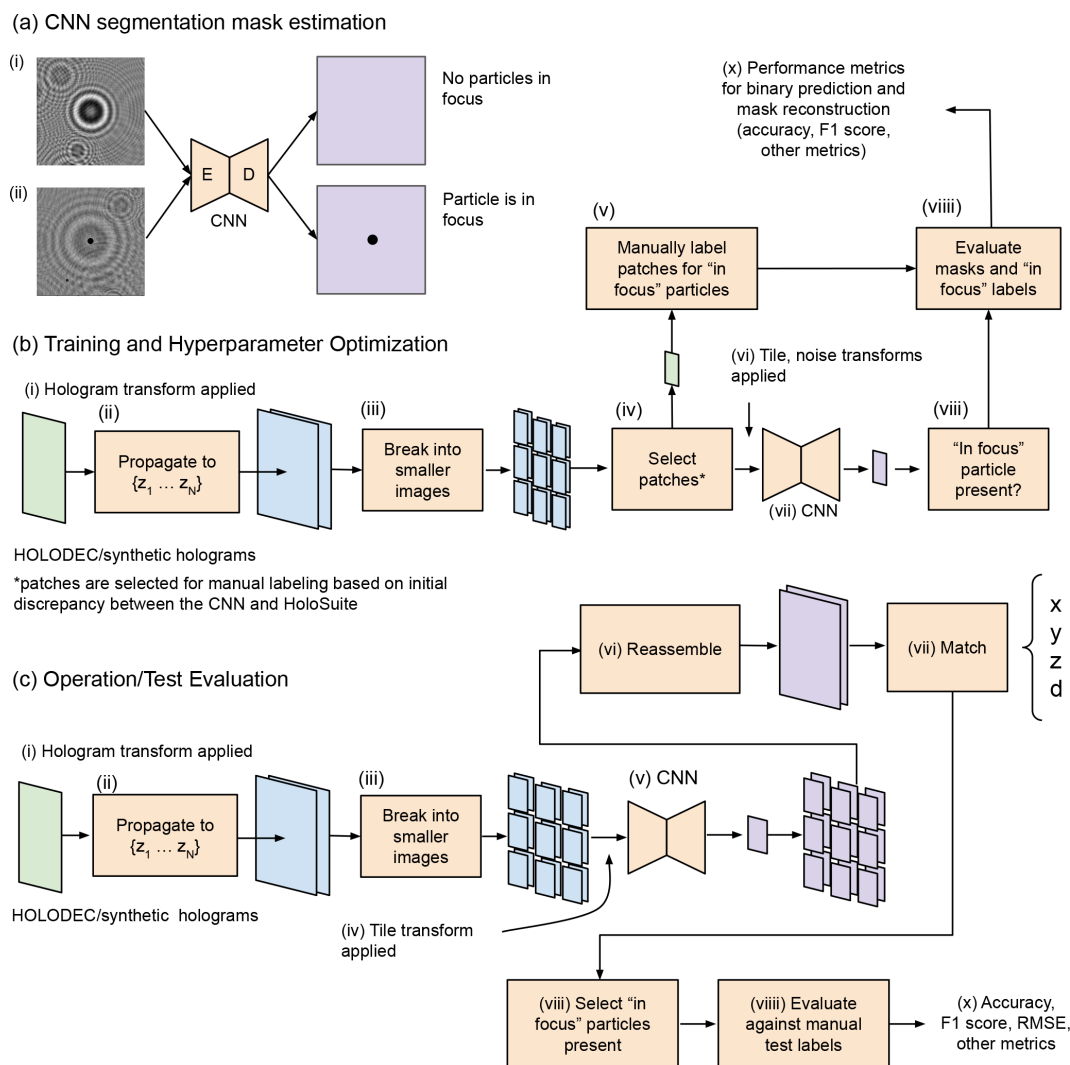 (a) CNN segmentation mask estimation
(i)
No particles in
focus
E
D
CNN
(ii)
Particle is in
focus
(x) Performance metrics
for binary prediction and
mask reconstruction
(accuracy, F1 score,
other metrics)
(v)
Manually label
patches for “in
focus” particles
(viiii)
Evaluate
masks and “in
focus” labels
(b) Training and Hyperparameter Optimization
(i) Hologram transform applied
(ii)
Propagate to
{z1 … zN}
(iii)
Break into
smaller
images
(iv)
Select
patches*
(vi) Tile, noise transforms
applied
(vii) CNN
(viii)
“In focus”
particle
present?
HOLODEC/synthetic holograms
*patches are selected for manual labeling based on initial
discrepancy between the CNN and HoloSuite
(c) Operation/Test Evaluation
(i) Hologram transform applied
(ii)
Propagate to
{z1 … zN}
(iii)
Break into
smaller
images
HOLODEC/synthetic holograms
(iv) Tile transform
applied
(v) CNN
(vi) Reassemble
(vii) Match
x
y
z
d
(viii) Select “in
focus” particles
present
(viiii) Evaluate
against manual
test labels
(x) Accuracy,
F1 score, RMSE,
other metrics